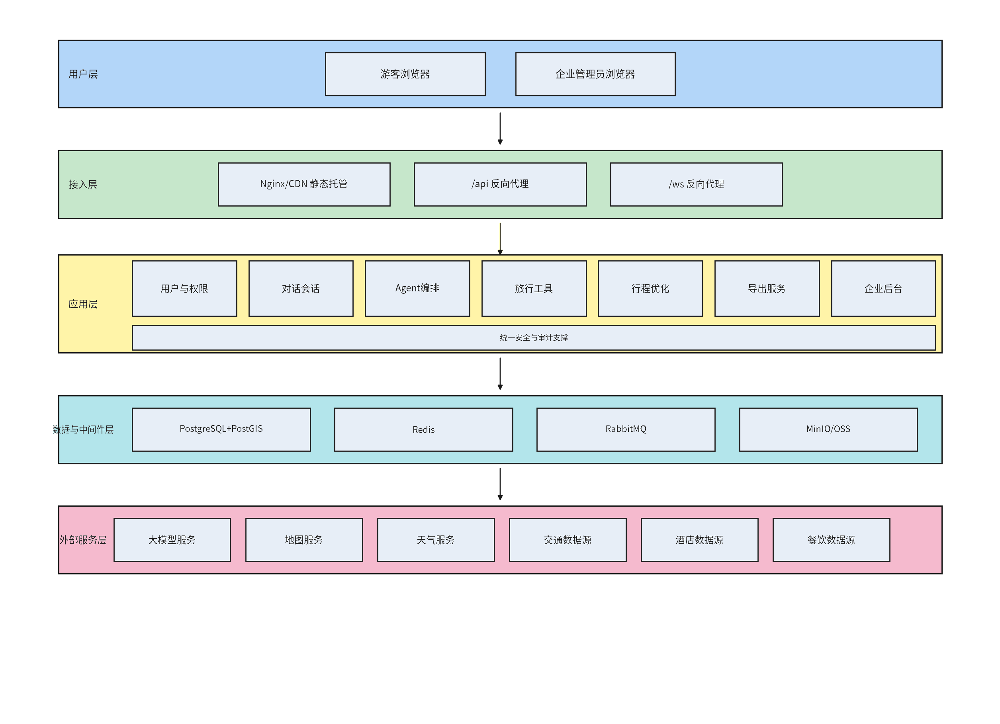 用户层
游客浏览器
企业管理员浏览器
接入层
Nginx/CDN 静态托管
/api 反向代理
/ws 反向代理
应用层
用户与权限
对话会话
Agent编排
旅行工具
行程优化
导出服务
企业后台
统一安全与审计支撑
数据与中间件层
PostgreSQL+PostGIS
Redis
RabbitMQ
MinIO/OSS
外部服务层
大模型服务
地图服务
天气服务
交通数据源
酒店数据源
餐饮数据源